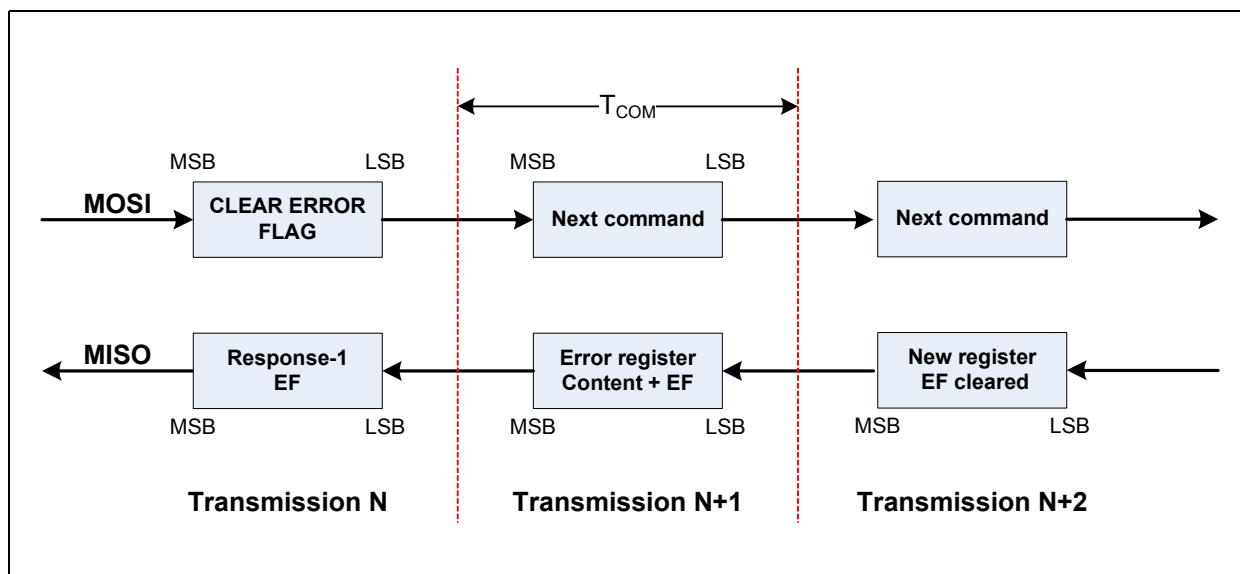 TCOM
MSB
LSB
MSB
LSB
MOSI
CLEAR ERROR
FLAG
Next command
Next command
MISO
Response-1
EF
Error register
Content + EF
New register
EF cleared
MSB
LSB
MSB
LSB
MSB
LSB
Transmission N
Transmission N+1
Transmission N+2